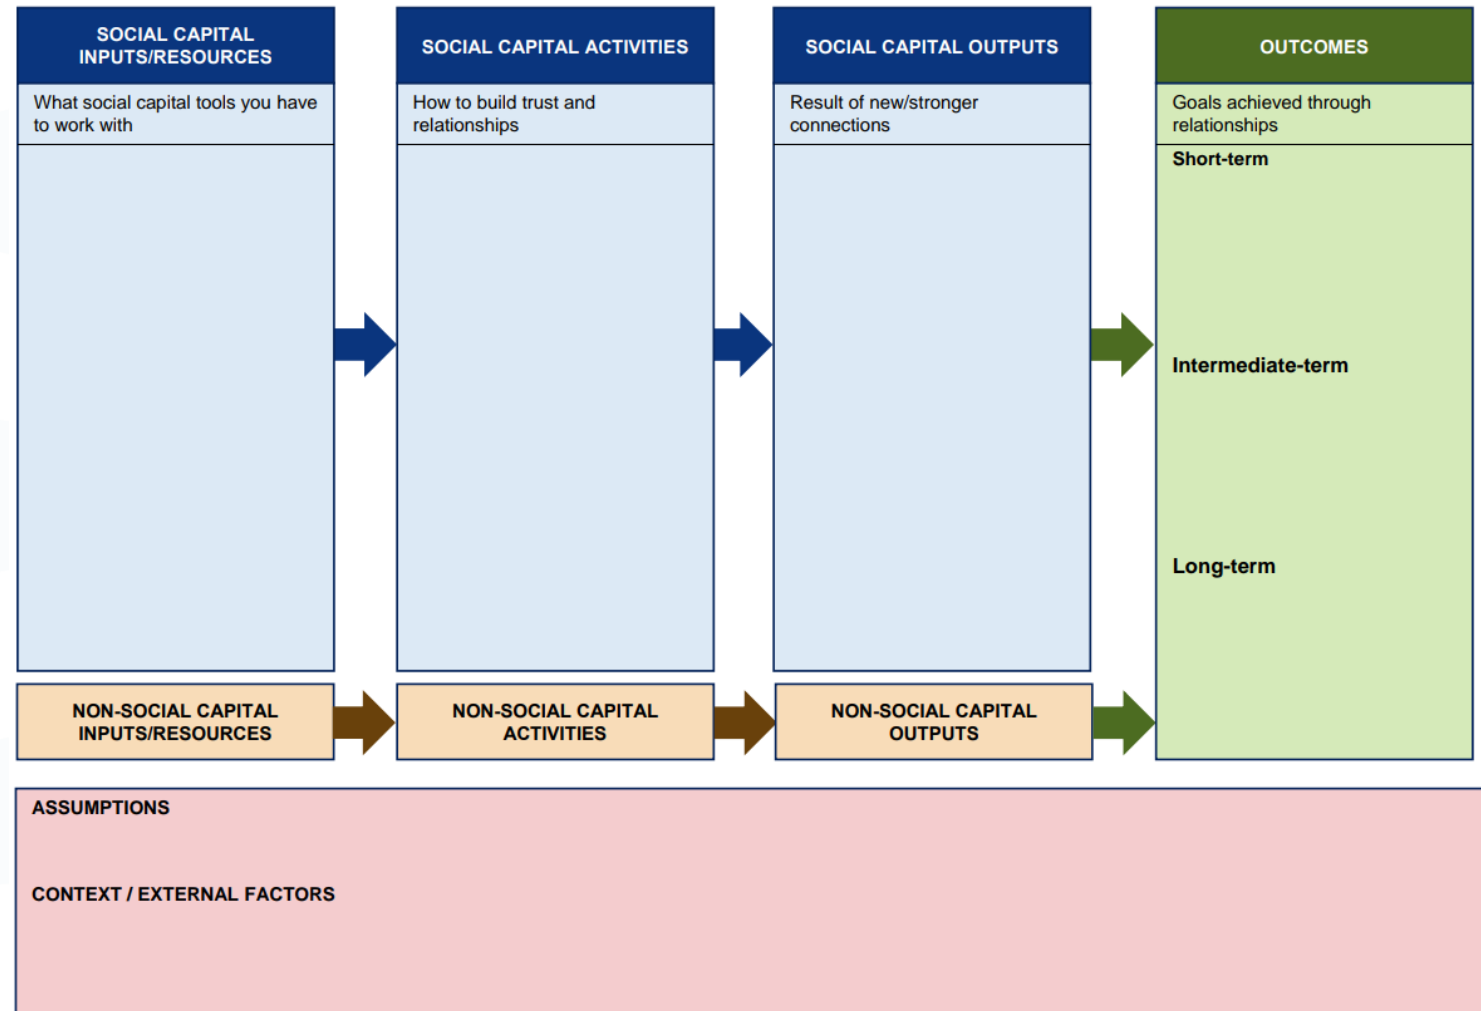 SOCIAL CAPITAL
INPUTS/RESOURCES
What social capital tools you have
to work with
SOCIAL CAPITAL ACTIVITIES
How to build trust and
relationships
SOCIAL CAPITAL OUTPUTS
Result of new/stronger
connections
OUTCOMES
Goals achieved through
relationships
Short-term
Intermediate-term
Long-term
NON-SOCIAL CAPITAL
INPUTS/RESOURCES
NON-SOCIAL CAPITAL
ACTIVITIES
NON-SOCIAL CAPITAL
OUTPUTS
ASSUMPTIONS
CONTEXT / EXTERNAL FACTORS